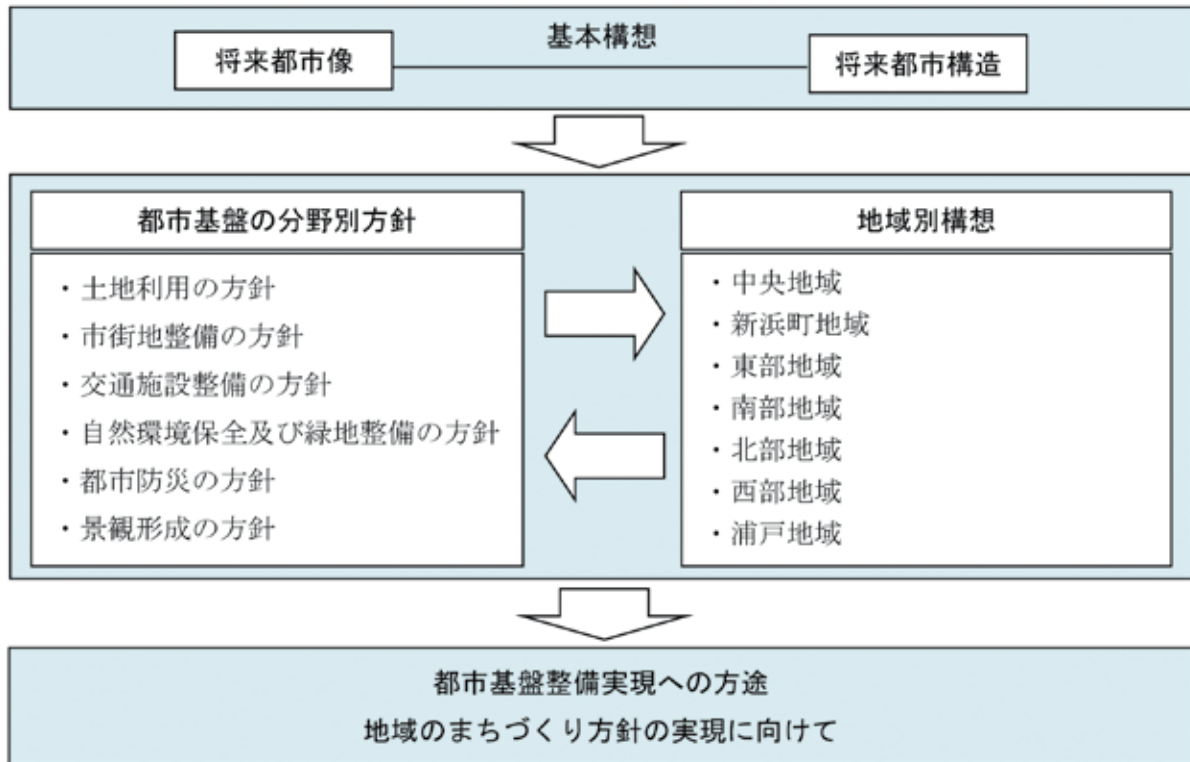 基本構想
将来都市像
将来都市構造
都市基盤の分野別方針
・土地利用の方針
・市街地整備の方針
・交通施設整備の方針
・自然環境保全及び緑地整備の方針
・都市防災の方針
・景観形成の方針
地域別構想
・中央地域
・新浜町地域
・東部地域
・南部地域
・北部地域
・西部地域
・浦戸地域
都市基盤整備実現への方途
地域のまちづくり方針の実現に向けて